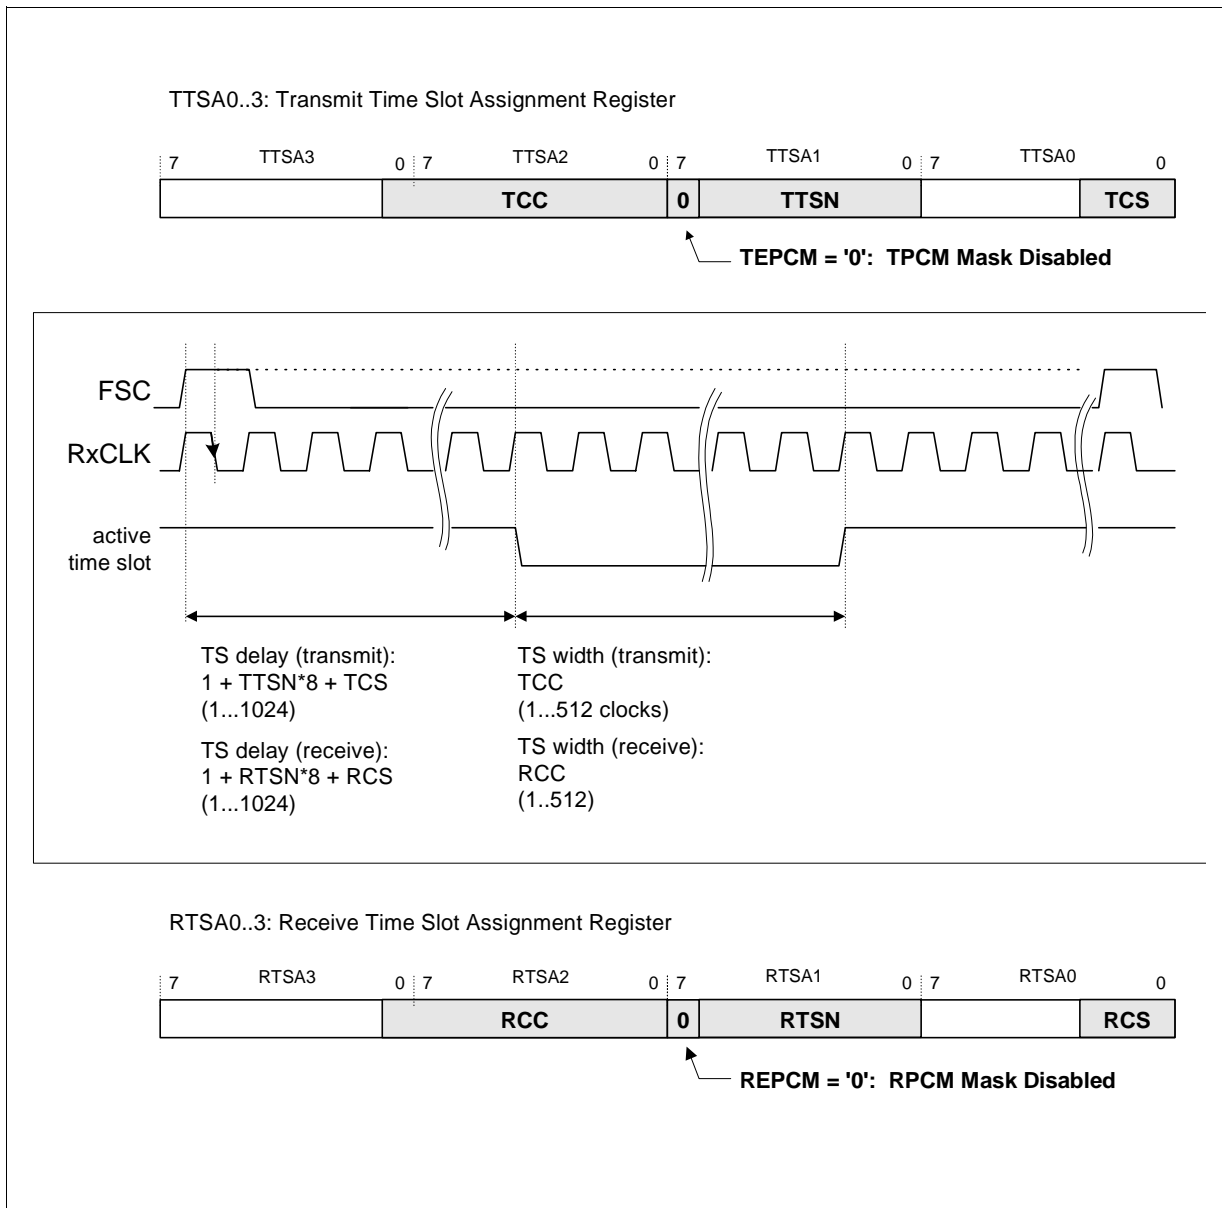 TTSA0..3: Transmit Time Slot Assignment Register
7 TTSA3 0 7 TTSA2 0 7 TTSA1 0 7 TTSA0 0
TCC 0 TTSN TCS
TEPCM = '0': TPCM Mask Disabled
FSC
RxCLK
active
time slot
TS delay (transmit):
1 + TTSN*8 + TCS
(1...1024)
TS width (transmit):
TCC
(1...512 clocks)
TS delay (receive):
1 + RTSN*8 + RCS
(1...1024)
TS width (receive):
RCC
(1..512)
RTSA0..3: Receive Time Slot Assignment Register
7 RTSA3 0 7 RTSA2 0 7 RTSA1 0 7 RTSA0 0
RCC 0 RTSN RCS
REPCM = '0': RPCM Mask Disabled